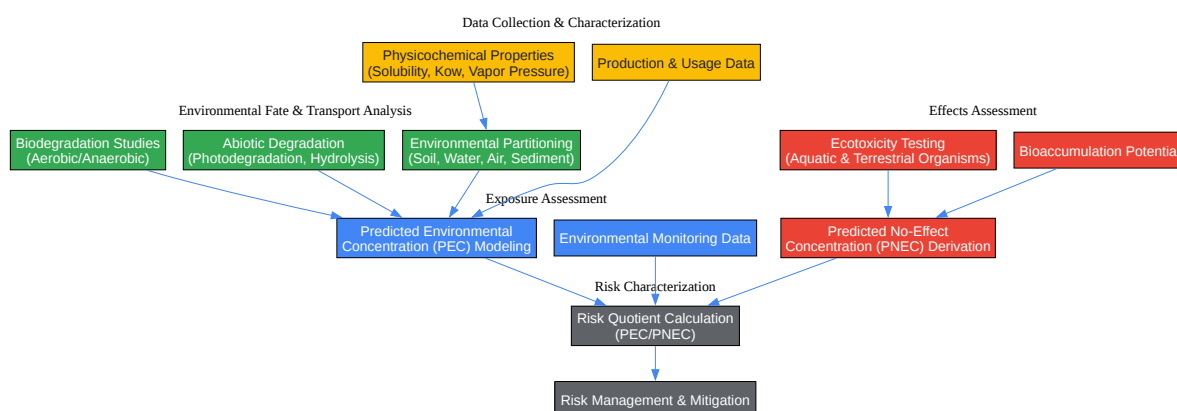 Data Collection & Characterization
Physicochemical Properties
(Solubility, Kow, Vapor Pressure)
Production & Usage Data
Environmental Fate & Transport Analysis
Effects Assessment
Biodegradation Studies
(Aerobic/Anaerobic)
Abiotic Degradation
(Photodegradation, Hydrolysis)
Environmental Partitioning
(Soil, Water, Air, Sediment)
Ecotoxicity Testing
(Aquatic & Terrestrial Organisms)
Bioaccumulation Potentia
Exposure Assessment
Predicted Environmental
Concentration (PEC) Modeling
Environmental Monitoring Data
Predicted No-Effect
Concentration (PNEC) Derivation
Risk Characterization
Risk Quotient Calculation
(PEC/PNEC)
Risk Management & Mitigation